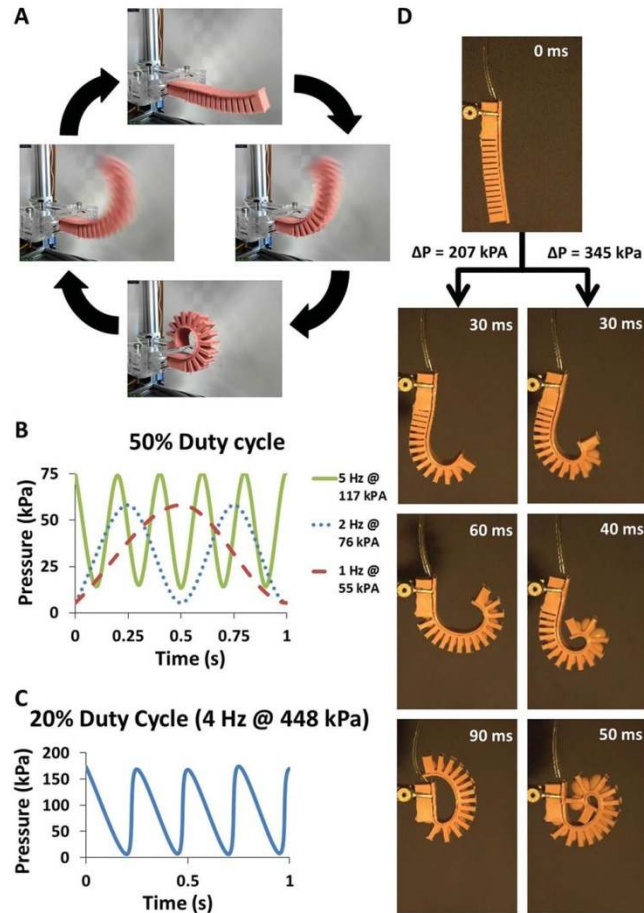 A
B
50% Duty cycle
Pressure (kPa)
75
50
25
0
0
0.25
0.5
0.75
1
Time (s)
5 Hz @
117 kPA
2 Hz @
76 kPA
1 Hz @
55 kPA
C
20% Duty Cycle (4 Hz @ 448 kPa)
Pressure (kPa)
200
150
100
50
0
0
0.5
1
Time (s)
D
0 ms
ΔP = 207 kPA
ΔP = 345 kPa
30 ms
30 ms
60 ms
40 ms
90 ms
50 ms